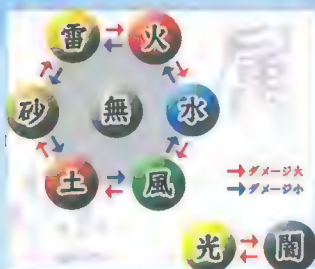 雷 火
砂 無 水
土 風
→ダメージ大
→ダメージ小
光 闇